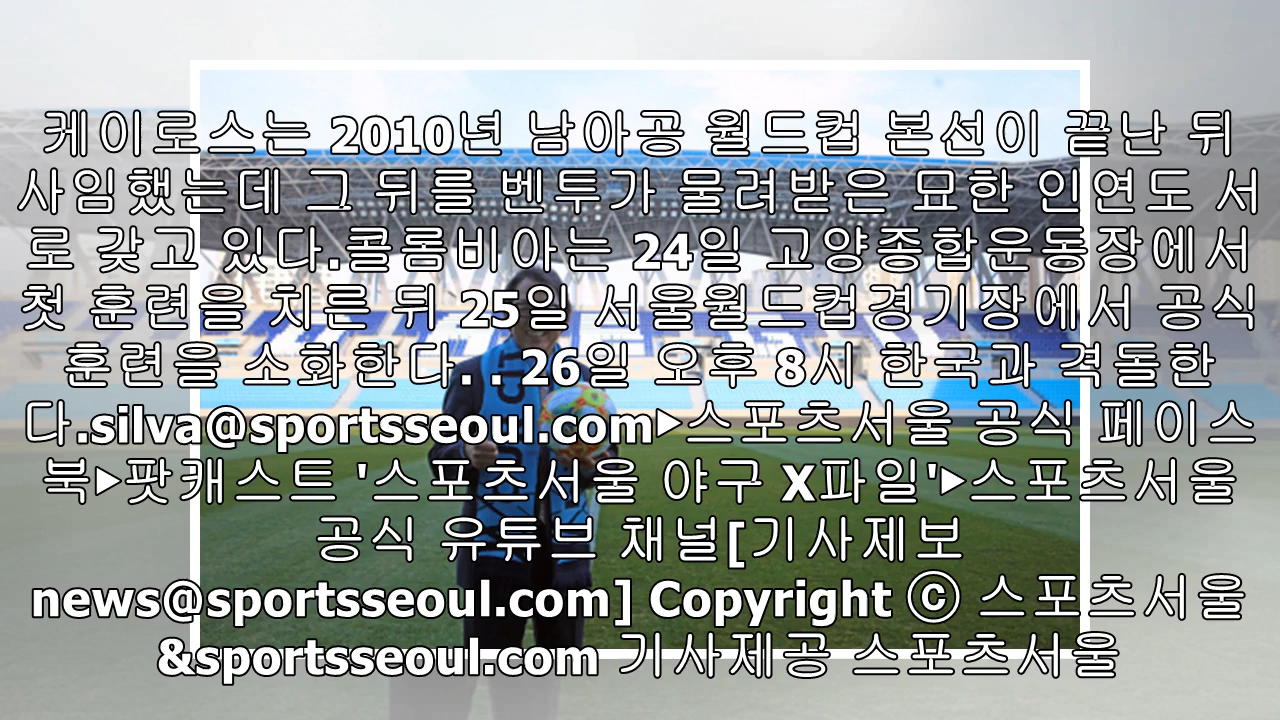 케이로스는 2010년 남아공 월드컵 본선이 끝난 뒤
사임했는데 그 뒤를 벤투가 물려받은 묘한 인연도 서
로 갖고 있다.콜롬비아는 24일 고양종합운동장에서
첫 훈련을 치른 뒤 25일 서울월드컵경기장에서 공식
훈련을 소화한다. . 26일 오후 8시 한국과 격돌한
다.silva@sportsseoul.com▶스포츠서울 공식 페이스
북▶팟캐스트 '스포츠서울 야구 X파일'▶스포츠서울
공식 유튜브 채널[기사제보
news@sportsseoul.com] Copyright ⓒ 스포츠서울
&sportsseoul.com 기사제공 스포츠서울